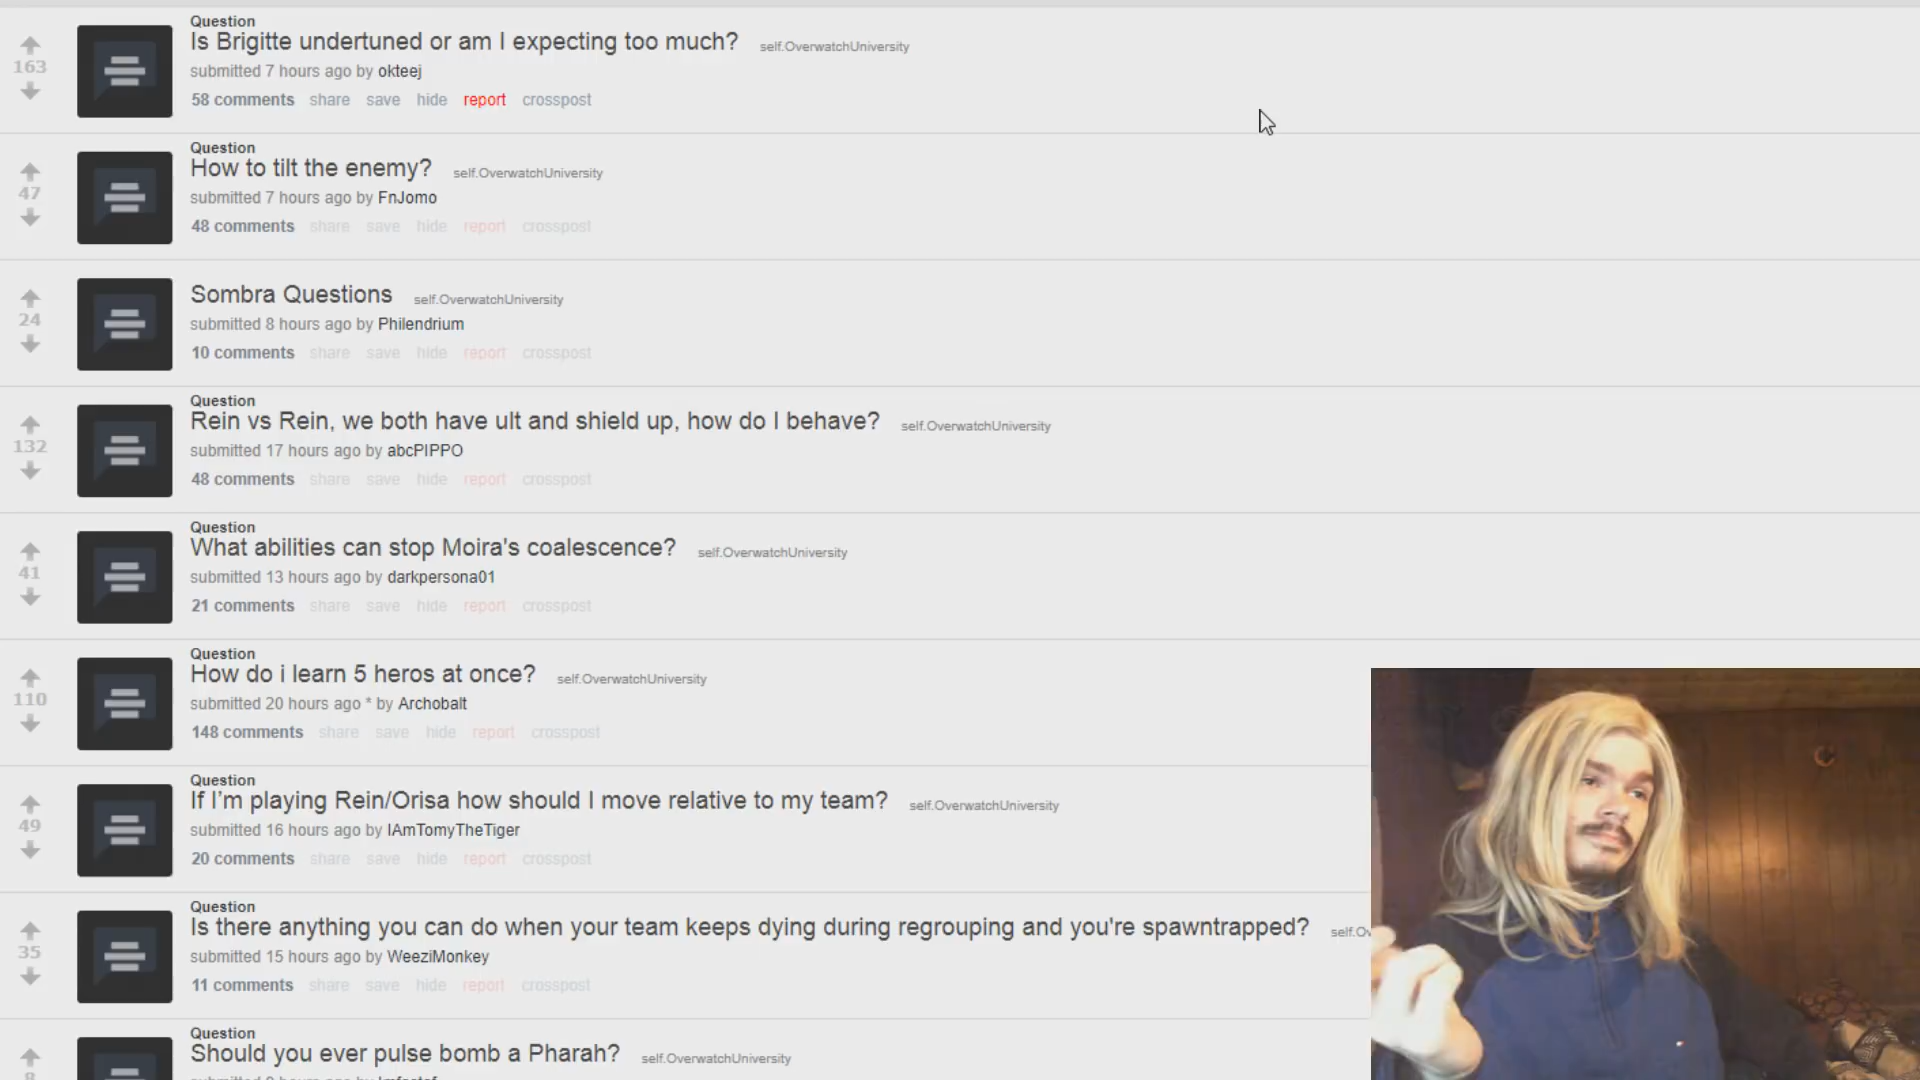 Question
Is Brigitte undertuned or am I expecting too much? self.OverwatchUniversity
163
submitted 7 hours ago by okteej
58 comments share save hide report crosspost
Question
How to tilt the enemy? self.OverwatchUniversity
47
submitted 7 hours ago by FnJomo
48 comments share save hide report crosspost
Sombra Questions self.OverwatchUniversity
24
submitted 8 hours ago by Philendrium
10 comments share save hide report crosspost
Question
Rein vs Rein, we both have ult and shield up, how do I behave? self.OverwatchUniversity
132
submitted 17 hours ago by abcPIPPO
48 comments share save hide report crosspost
Question
What abilities can stop Moira's coalescence? self.OverwatchUniversity
41
submitted 13 hours ago by darkpersona01
21 comments share save hide report crosspost
Question
How do i learn 5 heros at once? self.OverwatchUniversity
110
submitted 20 hours ago * by Archobalt
148 comments share save hide report crosspost
Question
If I'm playing Rein/Orisa how should I move relative to my team? self.OverwatchUniversity
49
submitted 16 hours ago by IAmTomyTheTiger
20 comments share save hide report crosspost
Question
Is there anything you can do when your team keeps dying during regrouping and you're spawntrapped? self.Ov
35
submitted 15 hours ago by WeeziMonkey
11 comments share save hide report crosspost
Question
Should you ever pulse bomb a Pharah? self.OverwatchUniversity